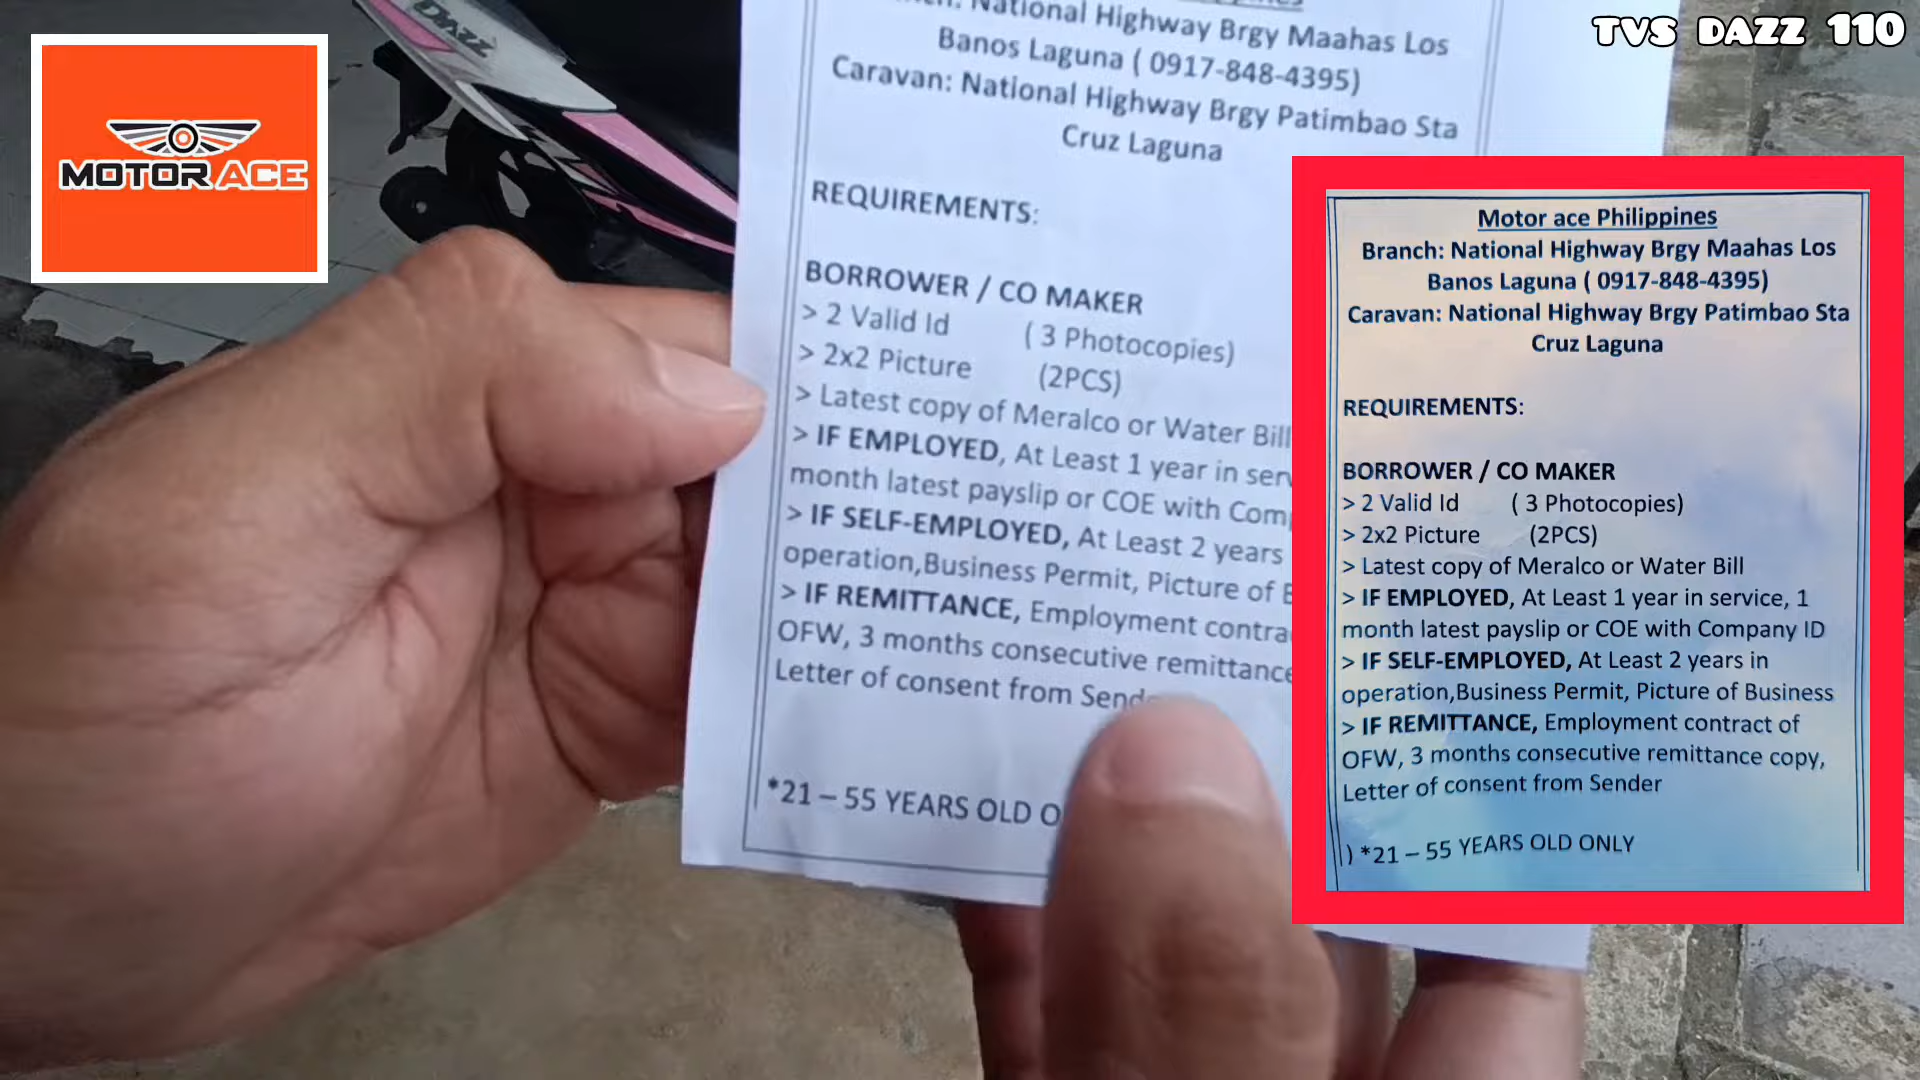 TVS DAZZ 110
MOTOR ACE
DAZZ
National Highway Brgy Maahas Los
Banos Laguna ( 0917-848-4395)
Caravan: National Highway Brgy Patimbao Sta
Cruz Laguna
REQUIREMENTS:
BORROWER / CO MAKER
> 2 Valid Id ( 3 Photocopies)
> 2x2 Picture (2PCS)
> Latest copy of Meralco or Water Bill
> IF EMPLOYED, At Least 1 year in
month latest payslip or COE with
> IF SELF-EMPLOYED, At Least 2 years
operation,Business Permit, Picture of
> IF REMITTANCE, Employment
OFW, 3 months consecutive remittance
Letter of consent from
*21 – 55 YEARS OLD
Motor ace Philippines
Branch: National Highway Brgy Maahas Los
Banos Laguna ( 0917-848-4395)
Caravan: National Highway Brgy Patimbao Sta
Cruz Laguna
REQUIREMENTS:
BORROWER / CO MAKER
> 2 Valid Id ( 3 Photocopies)
> 2x2 Picture (2PCS)
> Latest copy of Meralco or Water Bill
> IF EMPLOYED, At Least 1 year in service, 1
month latest payslip or COE with Company ID
> IF SELF-EMPLOYED, At Least 2 years in
operation,Business Permit, Picture of Business
> IF REMITTANCE, Employment contract of
OFW, 3 months consecutive remittance copy,
Letter of consent from Sender
) *21 – 55 YEARS OLD ONLY